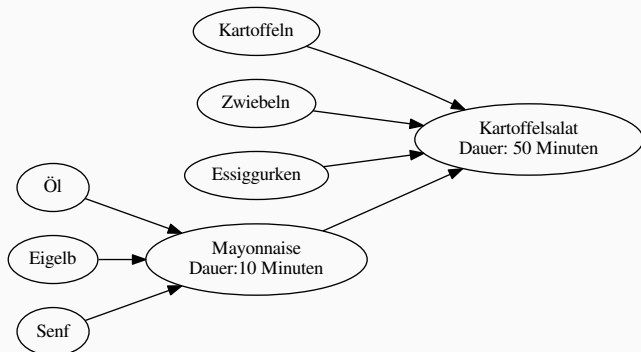 Kartoffeln
Zwiebeln
Kartoffelsalat
Dauer: 50 Minuten
Essiggurken
Öl
Mayonnaise
Dauer:10 Minuten
Eigelb
Senf